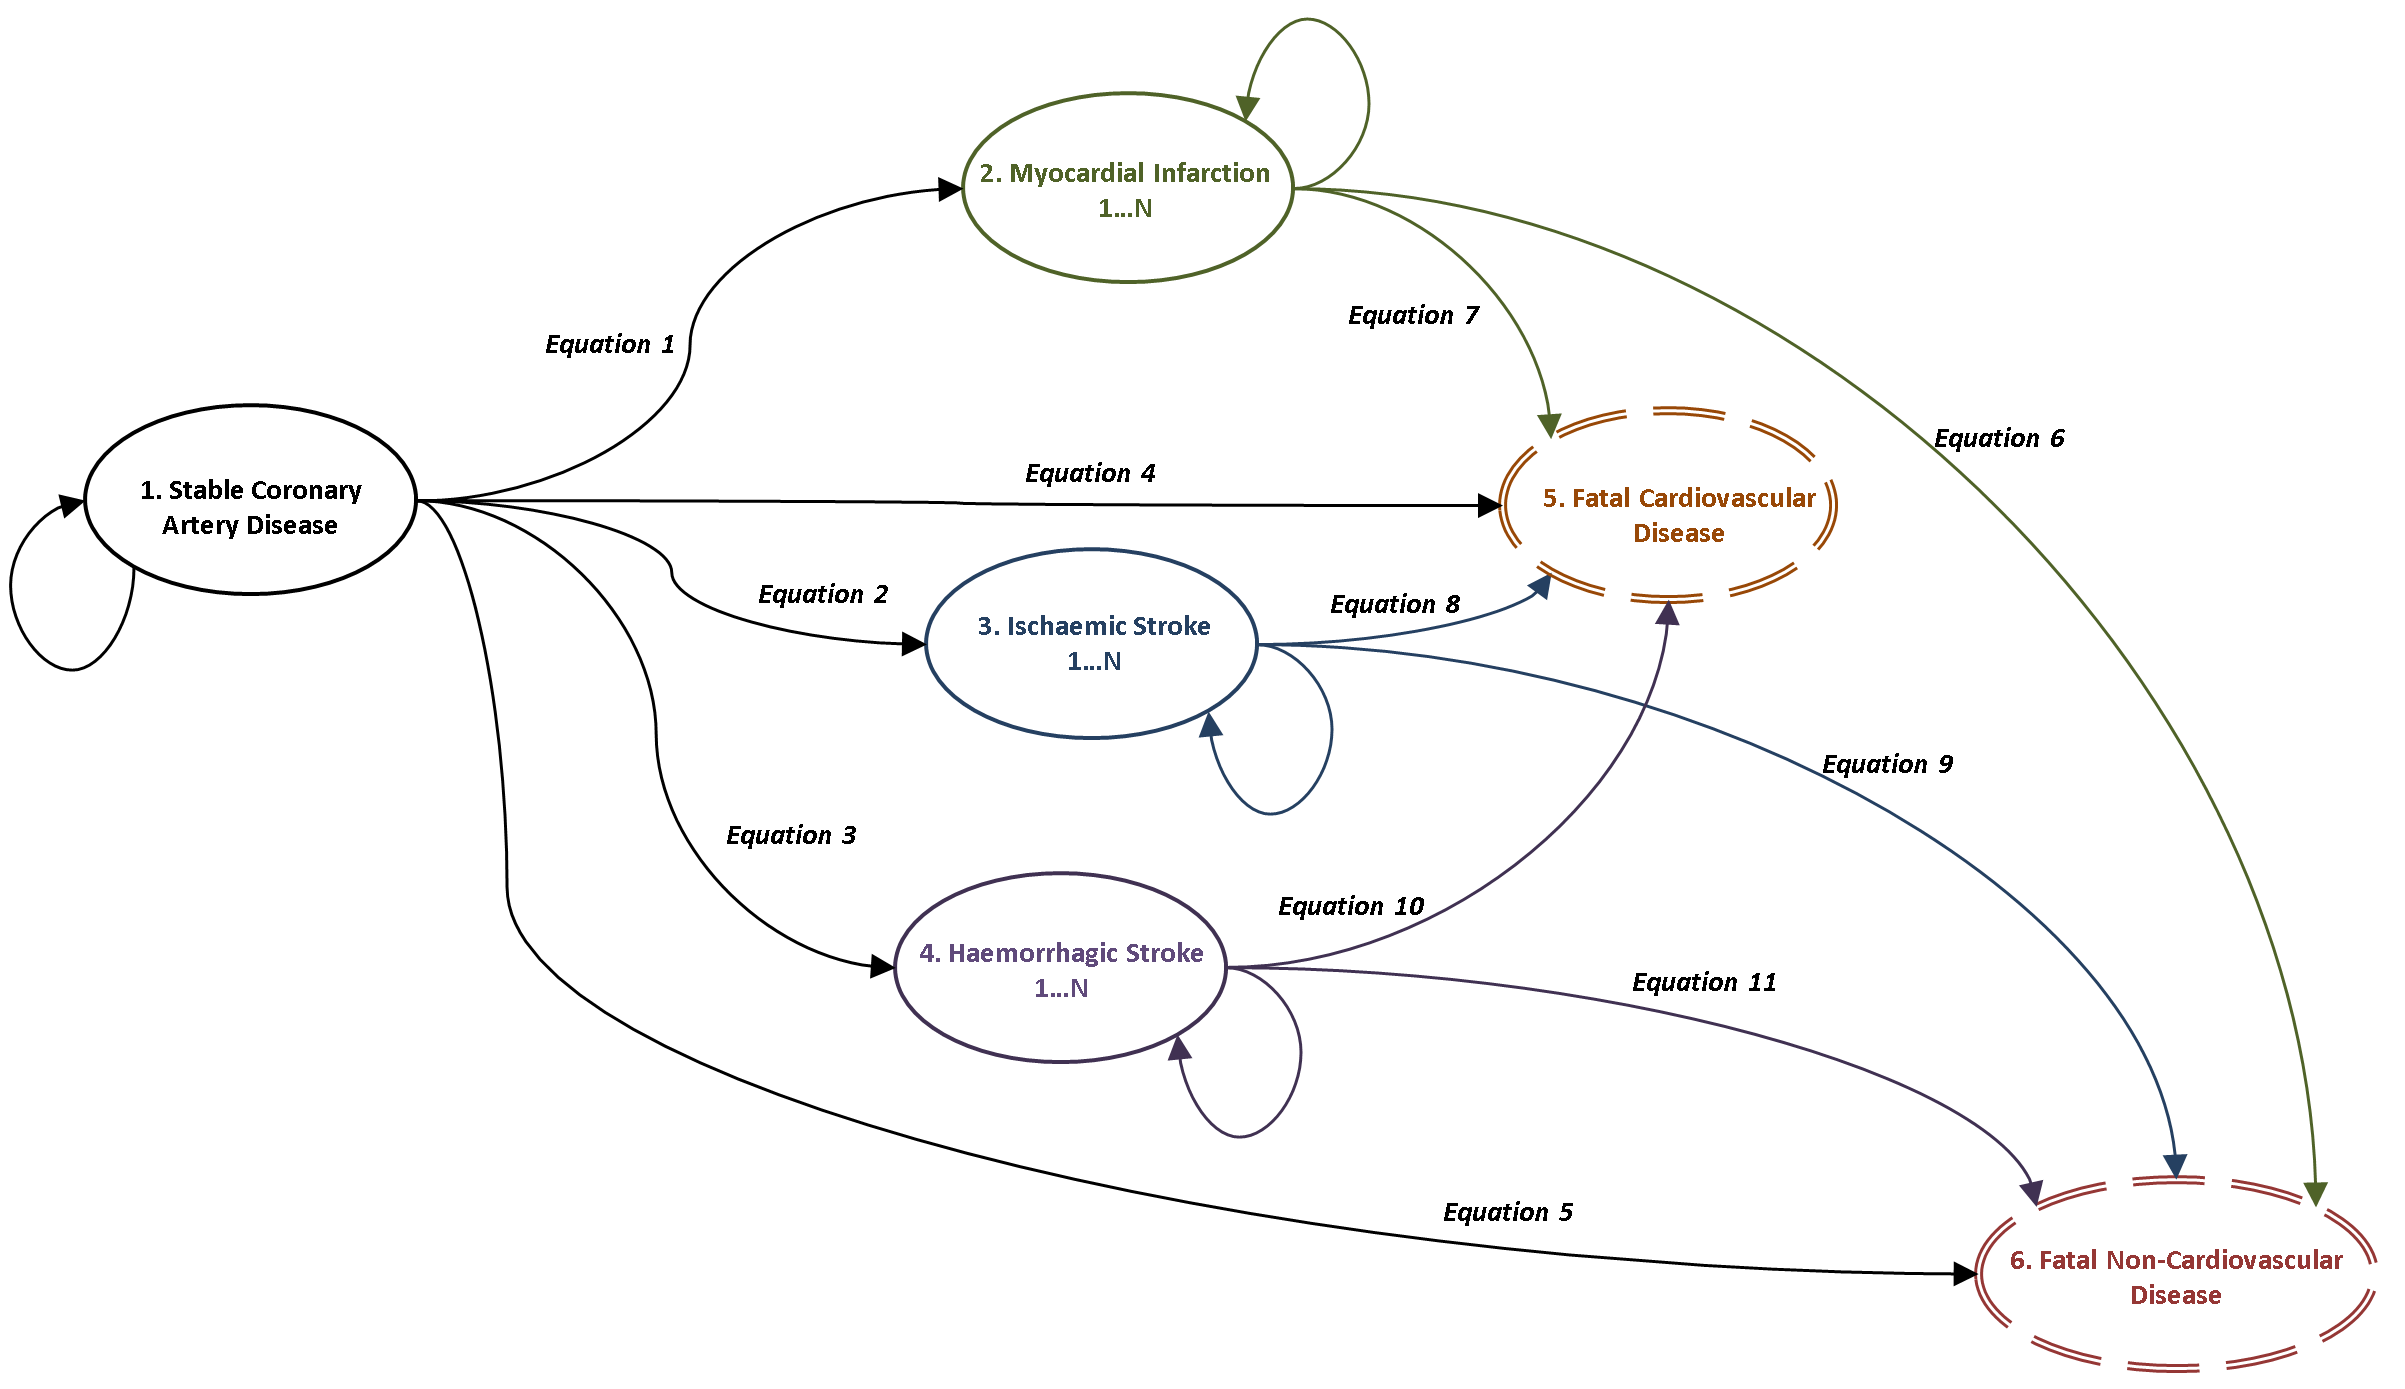 2. Myocardial Infarction
1...N
Equation 7
Equation 1
Equation 6
Equation 4
1. Stable Coronary
Artery Disease
5. Fatal Cardiovascular
Disease
Equation 2
Equation 8
3. Ischaemic Stroke
1...N
Equation 9
Equation 3
Equation 10
4. Haemorrhagic Stroke
1...N
Equation 11
Equation 5
6. Fatal Non-Cardiovascular
Disease